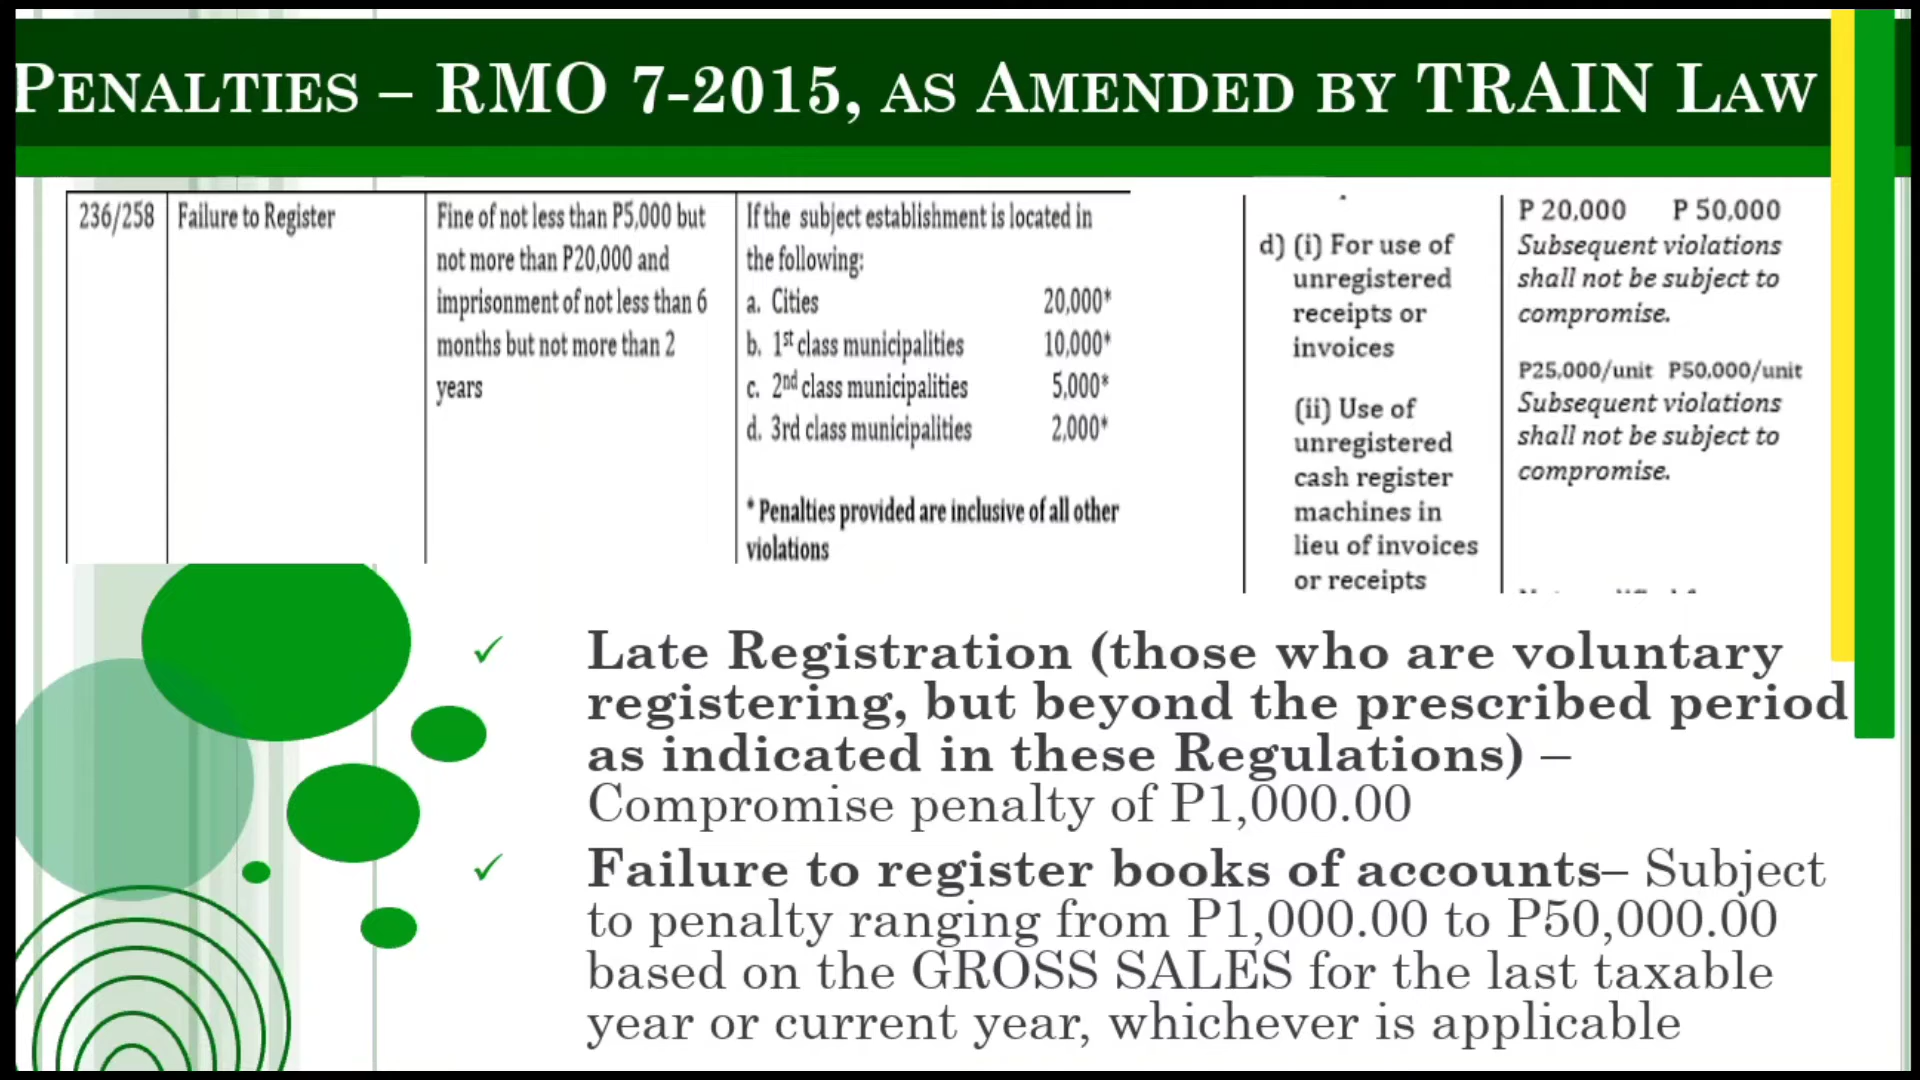 PENALTIES – RMO 7-2015, AS AMENDED BY TRAIN LAW
236/258
Failure to Register
Fine of not less than P5,000 but
not more than P20,000 and
imprisonment of not less than 6
months but not more than 2
years
If the subject establishment is located in
the following:
a. Cities 20,000*
b. 1st class municipalities 10,000*
c. 2nd class municipalities 5,000*
d. 3rd class municipalities 2,000*
* Penalties provided are inclusive of all other
violations
d) (i) For use of
unregistered
receipts or
invoices
(ii) Use of
unregistered
cash register
machines in
lieu of invoices
or receipts
P 20,000 P 50,000
Subsequent violations
shall not be subject to
compromise.
P25,000/unit P50,000/unit
Subsequent violations
shall not be subject to
compromise.
✓ Late Registration (those who are voluntary
registering, but beyond the prescribed period
as indicated in these Regulations) –
Compromise penalty of P1,000.00
✓ Failure to register books of accounts– Subject
to penalty ranging from P1,000.00 to P50,000.00
based on the GROSS SALES for the last taxable
year or current year, whichever is applicable